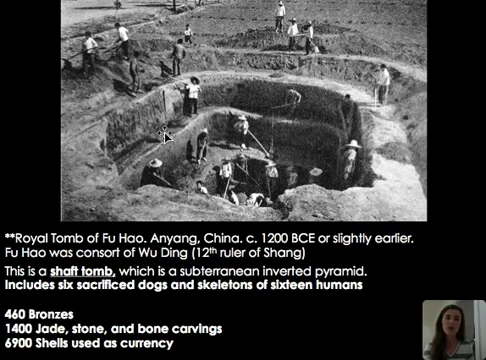 **Royal Tomb of Fu Hao. Anyang, China. c. 1200 BCE or slightly earlier.
Fu Hao was consort of Wu Ding (12th ruler of Shang)
This is a shaft tomb, which is a subterranean inverted pyramid.
Includes six sacrificed dogs and skeletons of sixteen humans
460 Bronzes
1400 Jade, stone, and bone carvings
6900 Shells used as currency